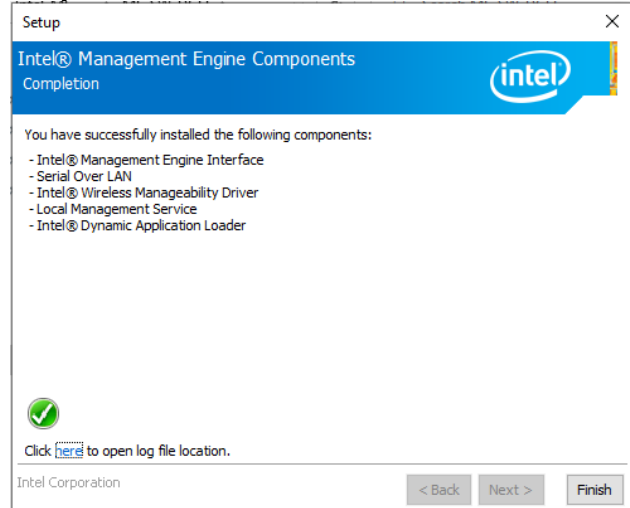 Setup
Intel® Management Engine Components
Completion
intel
You have successfully installed the following components:
- Intel® Management Engine Interface
- Serial Over LAN
- Intel® Wireless Manageability Driver
- Local Management Service
- Intel® Dynamic Application Loader
Click here to open log file location.
Intel Corporation
< Back Next > Finish